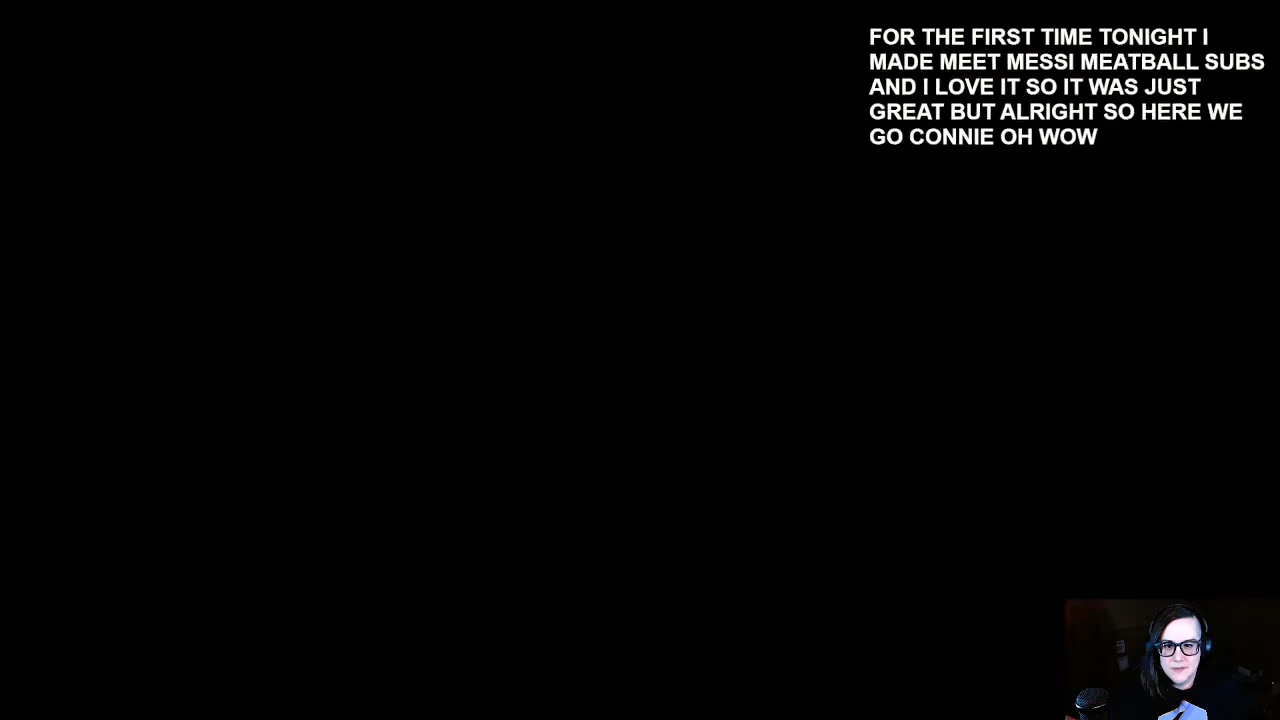 FOR THE FIRST TIME TONIGHT I
MADE MEET MESSI MEATBALL SUBS
AND I LOVE IT SO IT WAS JUST
GREAT BUT ALRIGHT SO HERE WE
GO CONNIE OH WOW